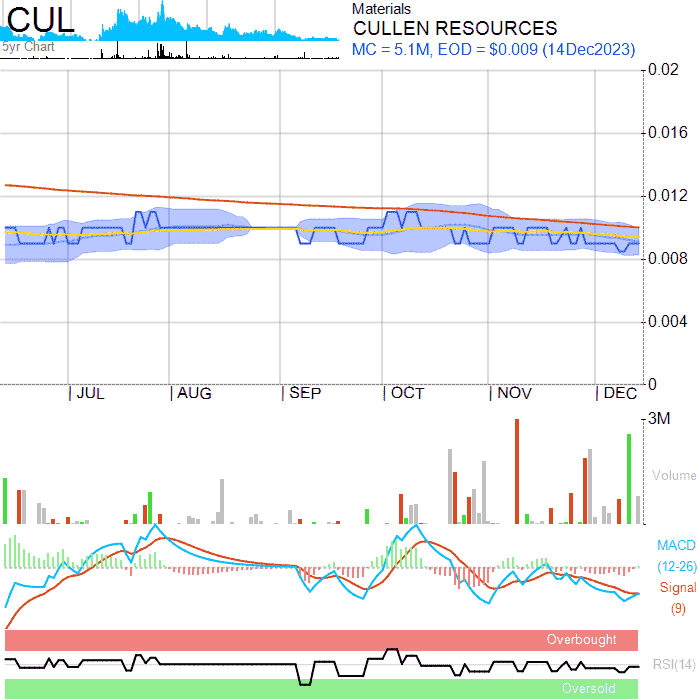 CUL
5yr Chart
Materials
CULLEN RESOURCES
MC = 5.1M, EOD = $0.009 (14Dec2023)
0.02
0.016
0.012
0.008
0.004
0
JUL AUG SEP OCT NOV DEC
3M
Volume
MACD
(12-26)
Signal
(9)
Overbought
RSI(14)
Oversold